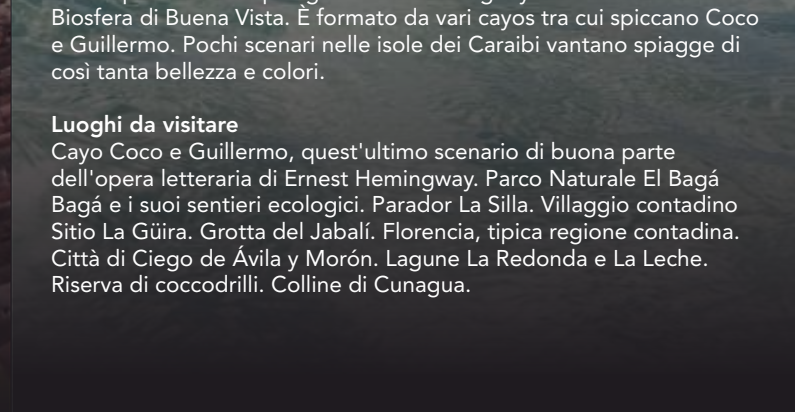 Biosfera di Buena Vista. È formato da vari cayos tra cui spiccano Coco
e Guillermo. Pochi scenari nelle isole dei Caraibi vantano spiagge di
così tanta bellezza e colori.

Luoghi da visitare
Cayo Coco e Guillermo, quest'ultimo scenario di buona parte
dell'opera letteraria di Ernest Hemingway. Parco Naturale El Bagá
Bagá e i suoi sentieri ecologici. Parador La Silla. Villaggio contadino
Sitio La Güira. Grotta del Jabalí. Florencia, tipica regione contadina.
Città di Ciego de Ávila y Morón. Lagune La Redonda e La Leche.
Riserva di coccodrilli. Colline di Cunagua.